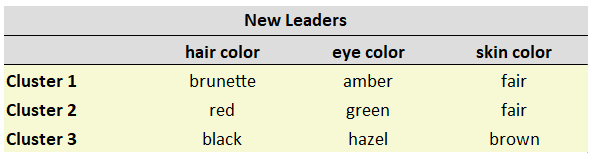 New Leaders
hair color eye color skin color
Cluster 1 brunette amber fair
Cluster 2 red green fair
Cluster 3 black hazel brown